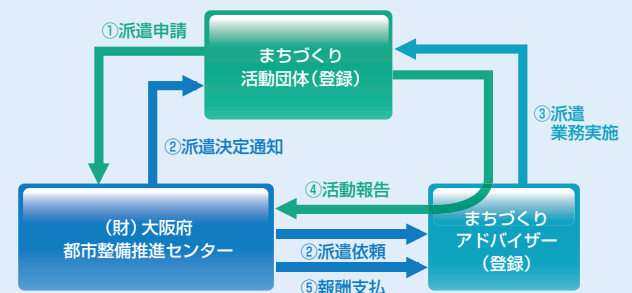 ①派遣申請
まちづくり
活動団体(登録)
③派遣
業務実施
②派遣決定通知
④活動報告
(財)大阪府
都市整備推進センター
まちづくり
アドバイザー
(登録)
②派遣依頼
⑤報酬支払